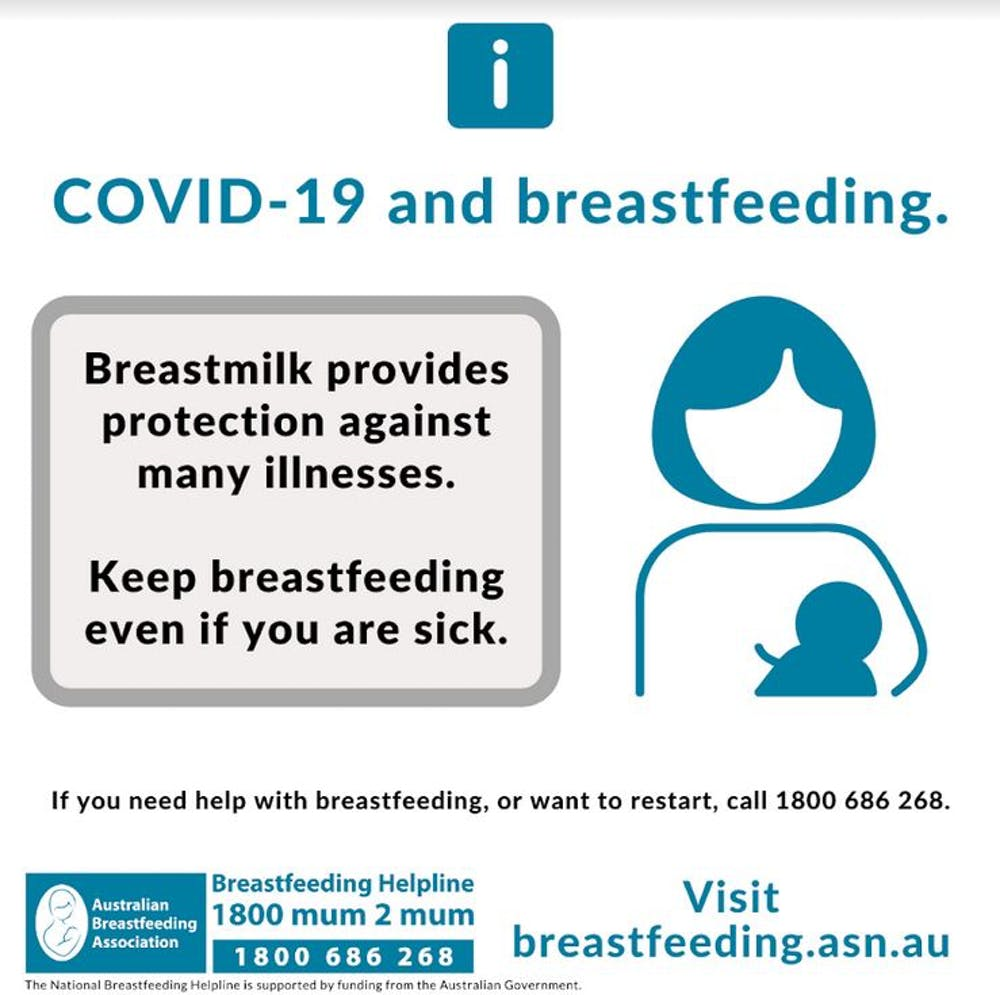 i
COVID-19 and breastfeeding.
Breastmilk provides
protection against
many illnesses.
Keep breastfeeding
even if you are sick.
If you need help with breastfeeding, or want to restart, call 1800 686 268.
Australian
Breastfeeding
Association
Breastfeeding Helpline
1800 mum 2 mum
1800 686 268
Visit
breastfeeding.asn.au
The National Breastfeeding Helpline is supported by funding from the Australian Government.